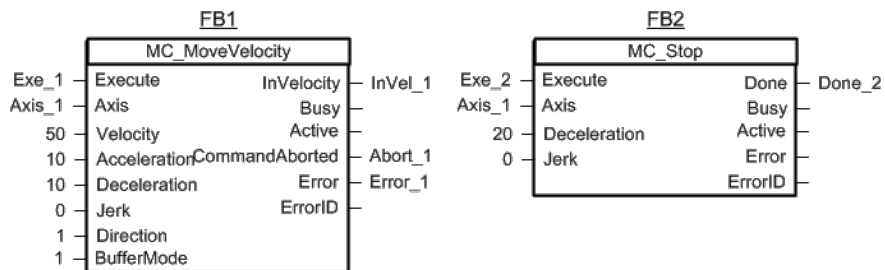 FB1
MC_MoveVelocity
Exe_1 Execute InVelocity InVel_1
Axis_1 Axis Busy
50 Velocity Active
10 Acceleration CommandAborted Abort_1
10 Deceleration Error Error_1
0 Jerk ErrorID
1 Direction
1 BufferMode
FB2
MC_Stop
Exe_2 Execute Done Done_2
Axis_1 Axis Busy
20 Deceleration Active
0 Jerk Error
ErrorID